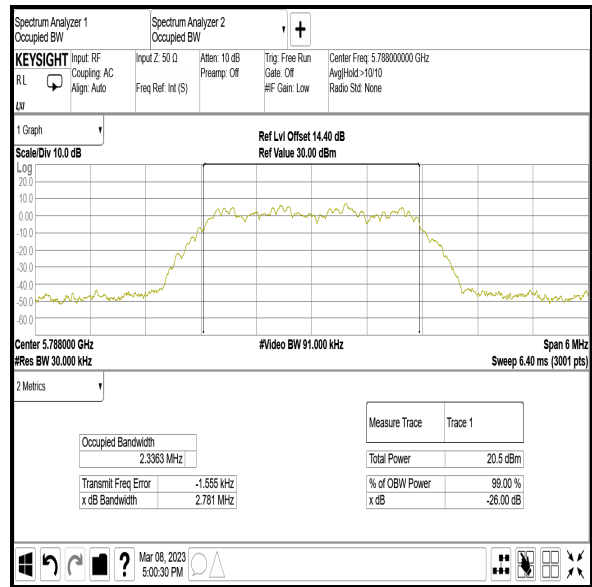 Spectrum Analyzer 1
Occupied BW
Spectrum Analyzer 2
Occupied BW
KEYSIGHT
RL
LXI
Input: RF
Coupling: AC
Align: Auto
Input Z: 50 Ω
Freq Ref: Int (S)
Atten: 10 dB
Preamp: Off
Trig: Free Run
Gate: Off
#IF Gain: Low
Center Freq: 5.788000000 GHz
Avg|Hold:>10/10
Radio Std: None
1 Graph
Scale/Div 10.0 dB
Ref Lvl Offset 14.40 dB
Ref Value 30.00 dBm
Log
20.0
10.0
0.00
-10.0
-20.0
-30.0
-40.0
-50.0
-60.0
Center 5.788000 GHz
#Video BW 91.000 kHz
Span 6 MHz
#Res BW 30.000 kHz
Sweep 6.40 ms (3001 pts)
2 Metrics
Occupied Bandwidth
2.3363 MHz
Transmit Freq Error -1.555 kHz
x dB Bandwidth 2.781 MHz
Measure Trace Trace 1
Total Power 20.5 dBm
% of OBW Power 99.00 %
x dB -26.00 dB
?
Mar 08, 2023
5:00:30 PM